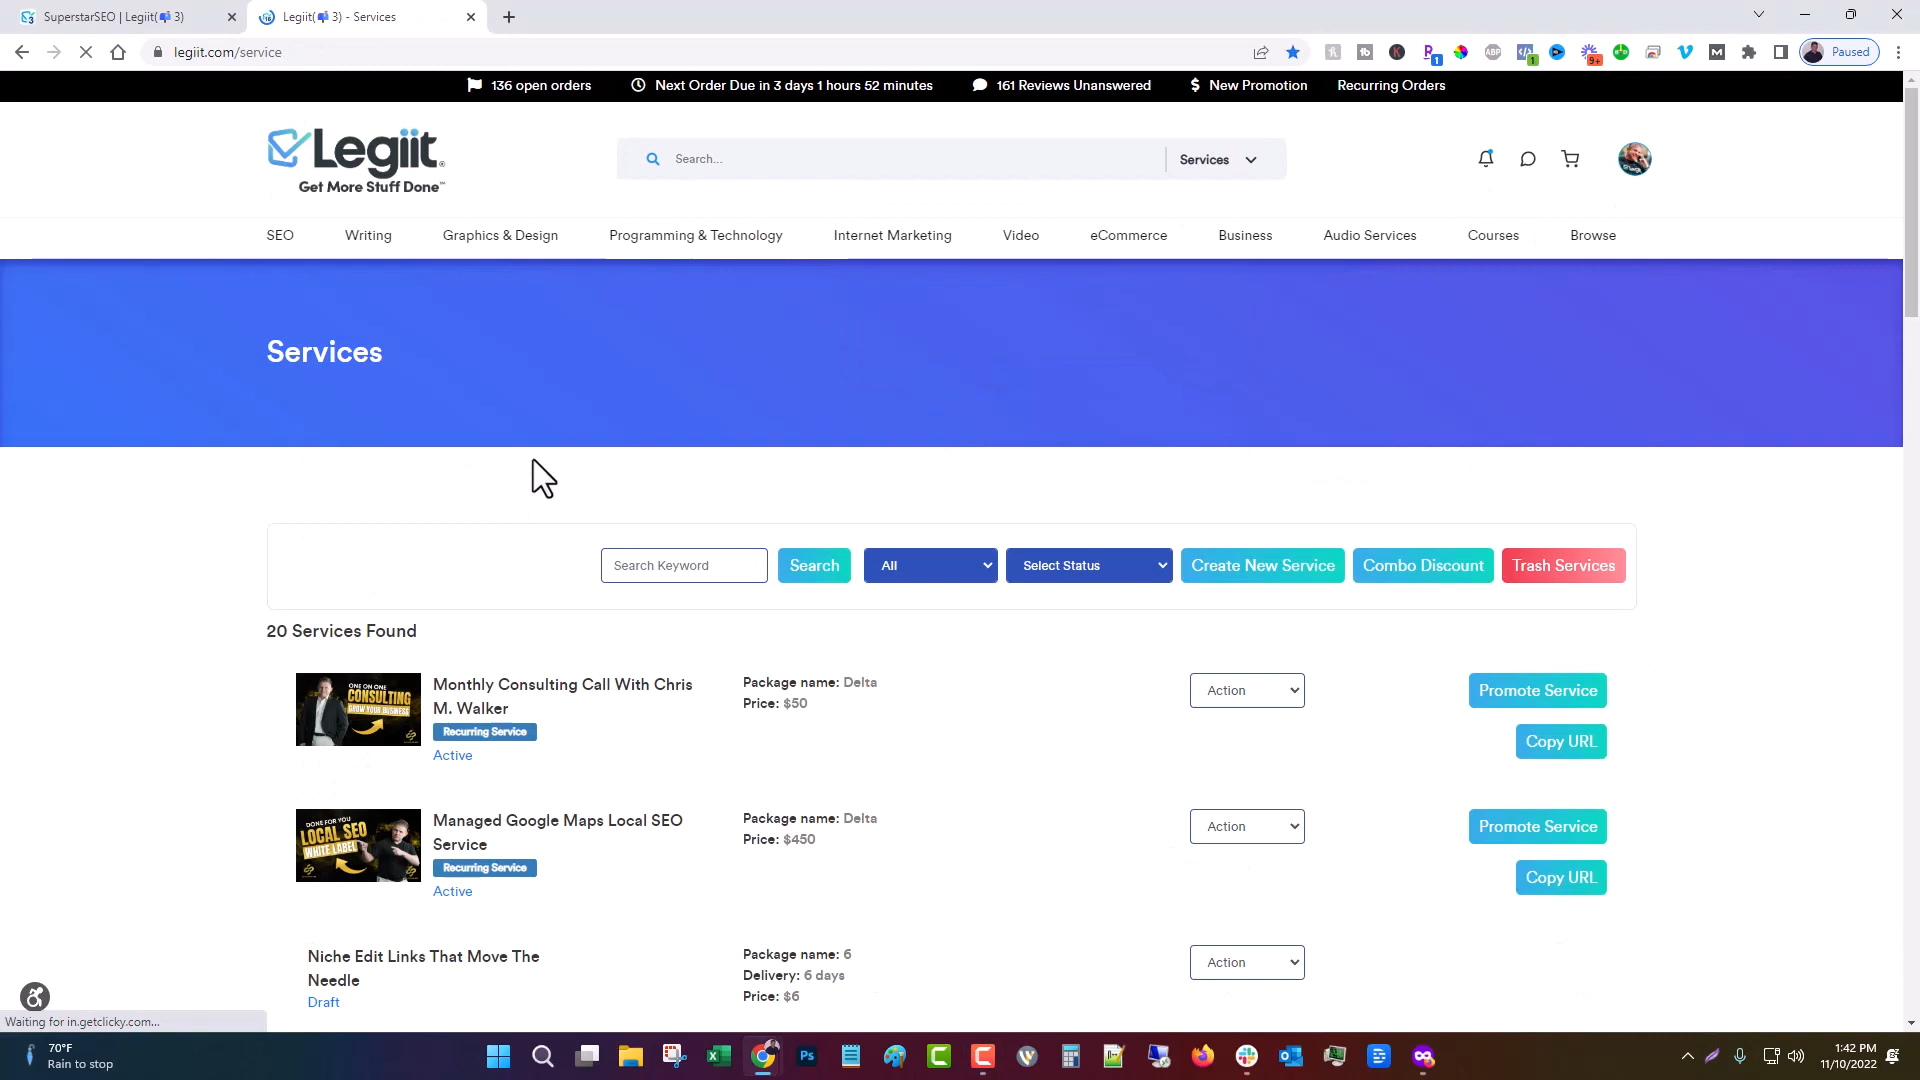 SuperstarSEO | Legiit(📬 3)
Legiit(📬 3) - Services
legiit.com/service
Paused
136 open orders
Next Order Due in 3 days 1 hours 52 minutes
161 Reviews Unanswered
$ New Promotion
Recurring Orders
Legiit
Get More Stuff Done™
Search...
Services
SEO
Writing
Graphics & Design
Programming & Technology
Internet Marketing
Video
eCommerce
Business
Audio Services
Courses
Browse
Services
Search Keyword
Search
All
Select Status
Create New Service
Combo Discount
Trash Services
20 Services Found
ONE ON ONE
CONSULTING
GROW YOUR BUSINESS
Monthly Consulting Call With Chris
M. Walker
Recurring Service
Active
Package name: Delta
Price: $50
Action
Promote Service
Copy URL
DONE FOR YOU
LOCAL SEO
WHITE LABEL
Managed Google Maps Local SEO
Service
Recurring Service
Active
Package name: Delta
Price: $450
Action
Promote Service
Copy URL
Niche Edit Links That Move The
Needle
Draft
Package name: 6
Delivery: 6 days
Price: $6
Action
Waiting for in.getclicky.com...
70°F
Rain to stop
1:42 PM
11/10/2022